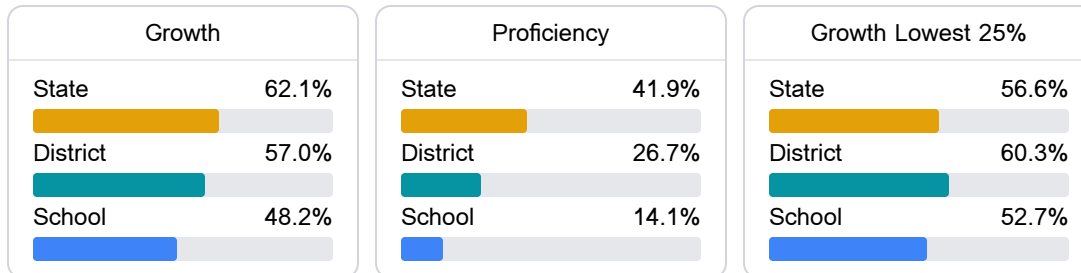 Growth
State 62.1%
District 57.0%
School 48.2%
Proficiency
State 41.9%
District 26.7%
School 14.1%
Growth Lowest 25%
State 56.6%
District 60.3%
School 52.7%